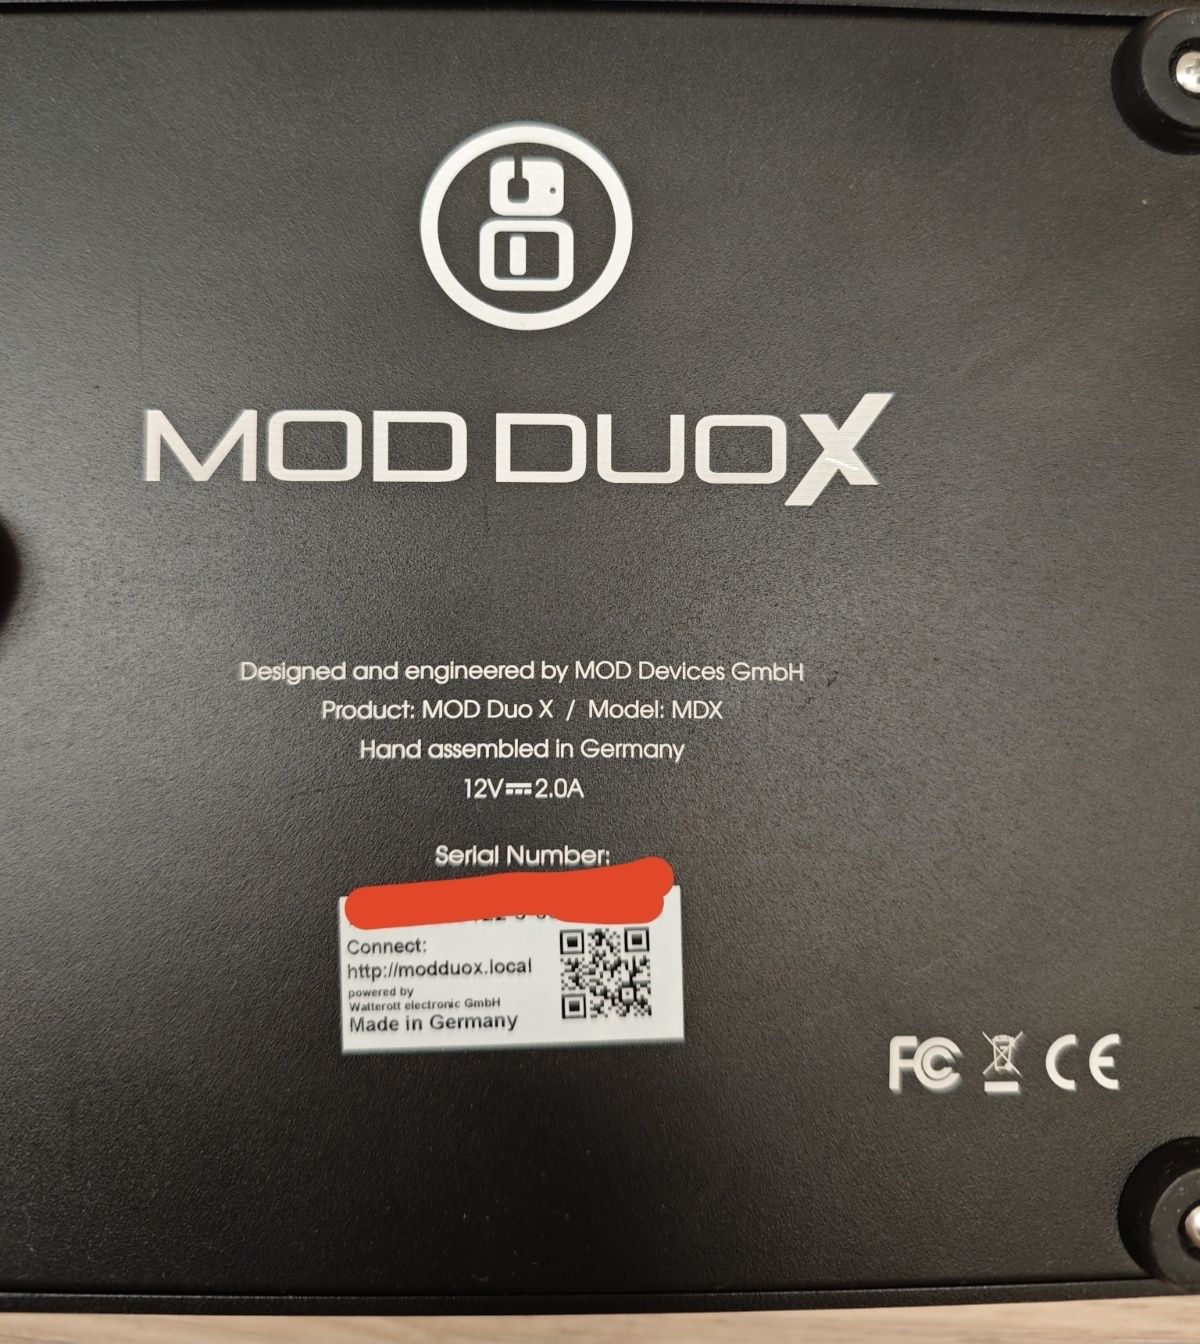 MOD DUO X
Designed and engineered by MOD Devices GmbH
Product: MOD Duo X / Model: MDX
Hand assembled in Germany
12V⎓2.0A
Serial Number:
Connect:
http://modduox.local
powered by
Watterott electronic GmbH
Made in Germany
FC CE